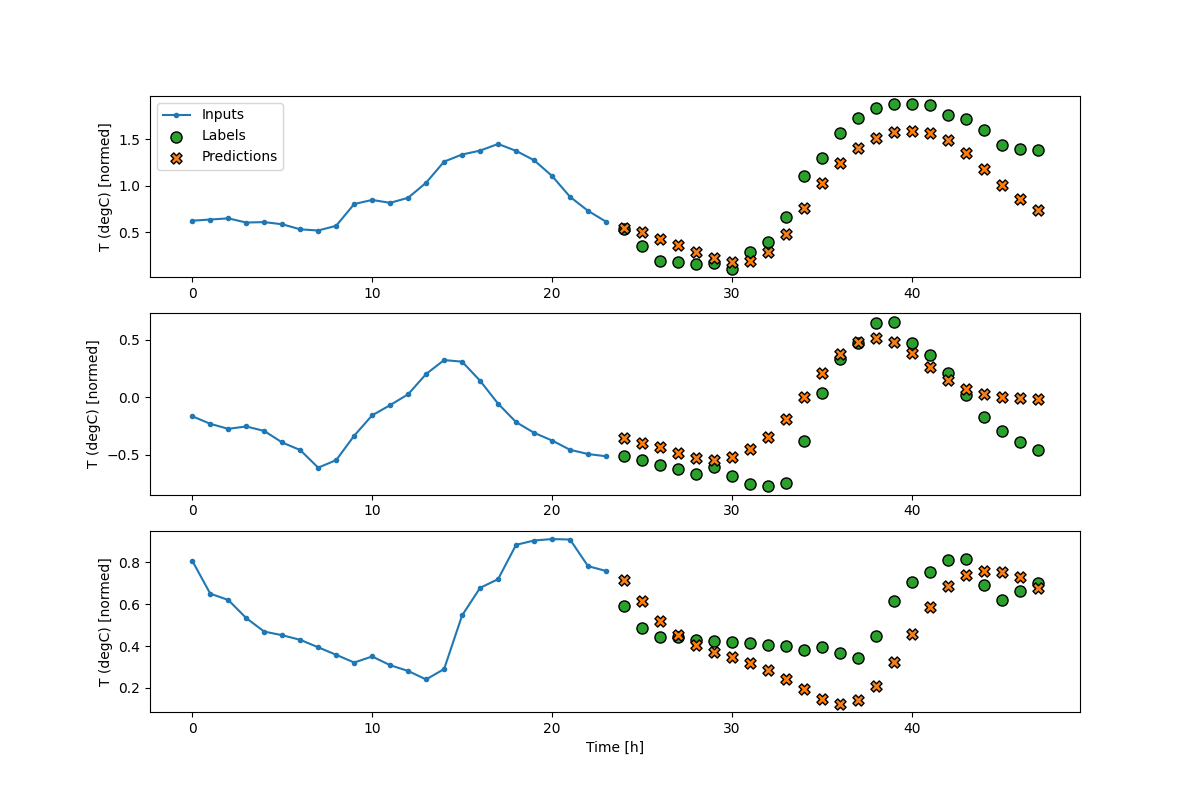 Inputs
Labels
Predictions
T (degC) [normed]
1.5
1.0
0.5
0 10 20 30 40
T (degC) [normed]
0.5
0.0
−0.5
0 10 20 30 40
T (degC) [normed]
0.8
0.6
0.4
0.2
0 10 20 30 40
Time [h]